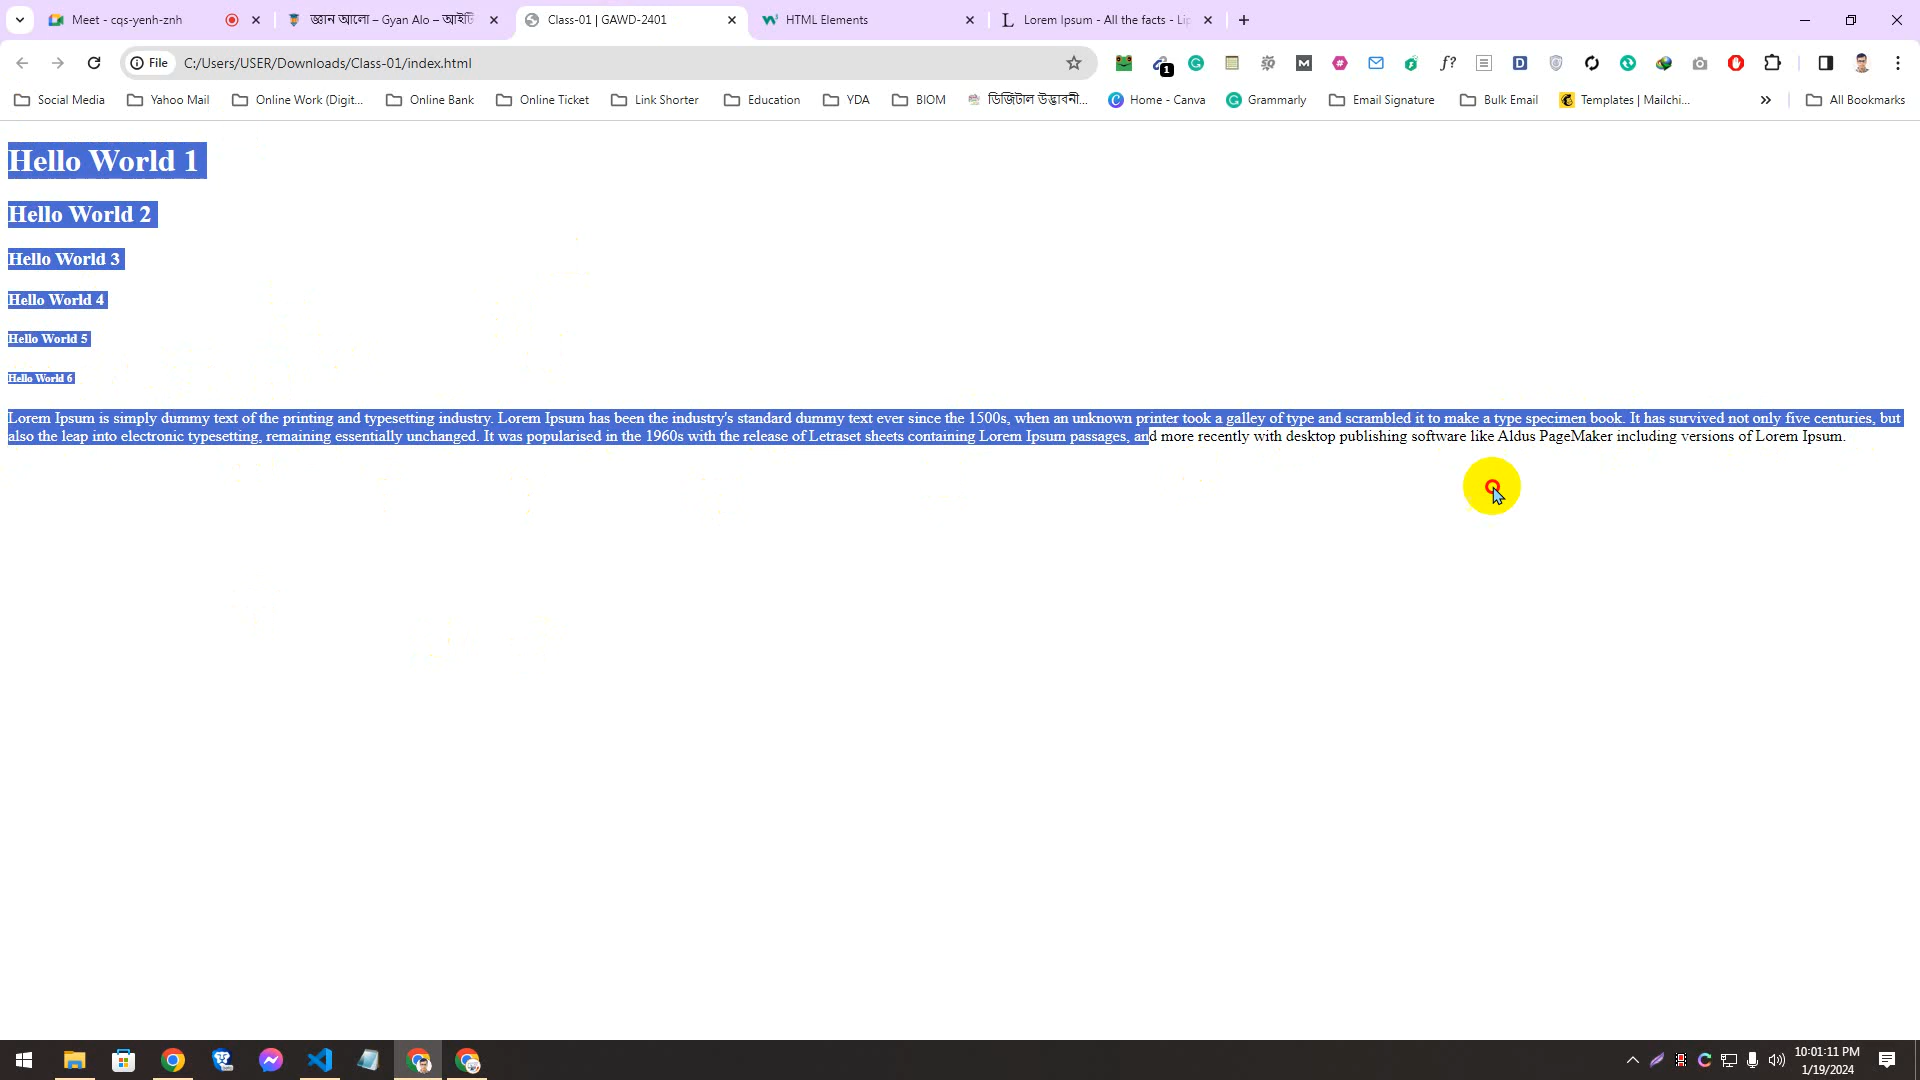 Meet - cqs-yenh-znh
জ্ঞান আলো – Gyan Alo – আইটি
Class-01 | GAWD-2401
HTML Elements
Lorem Ipsum - All the facts - Lip
File
C:/Users/USER/Downloads/Class-01/index.html
1
f?
Social Media
Yahoo Mail
Online Work (Digit...
Online Bank
Online Ticket
Link Shorter
Education
YDA
BIOM
ডিজিটাল উদ্ভাবনী...
Home - Canva
Grammarly
Email Signature
Bulk Email
Templates | Mailchi...
All Bookmarks
Hello World 1
Hello World 2
Hello World 3
Hello World 4
Hello World 5
Hello World 6
Lorem Ipsum is simply dummy text of the printing and typesetting industry. Lorem Ipsum has been the industry's standard dummy text ever since the 1500s, when an unknown printer took a galley of type and scrambled it to make a type specimen book. It has survived not only five centuries, but
also the leap into electronic typesetting, remaining essentially unchanged. It was popularised in the 1960s with the release of Letraset sheets containing Lorem Ipsum passages, and more recently with desktop publishing software like Aldus PageMaker including versions of Lorem Ipsum.
10:01:11 PM
1/19/2024